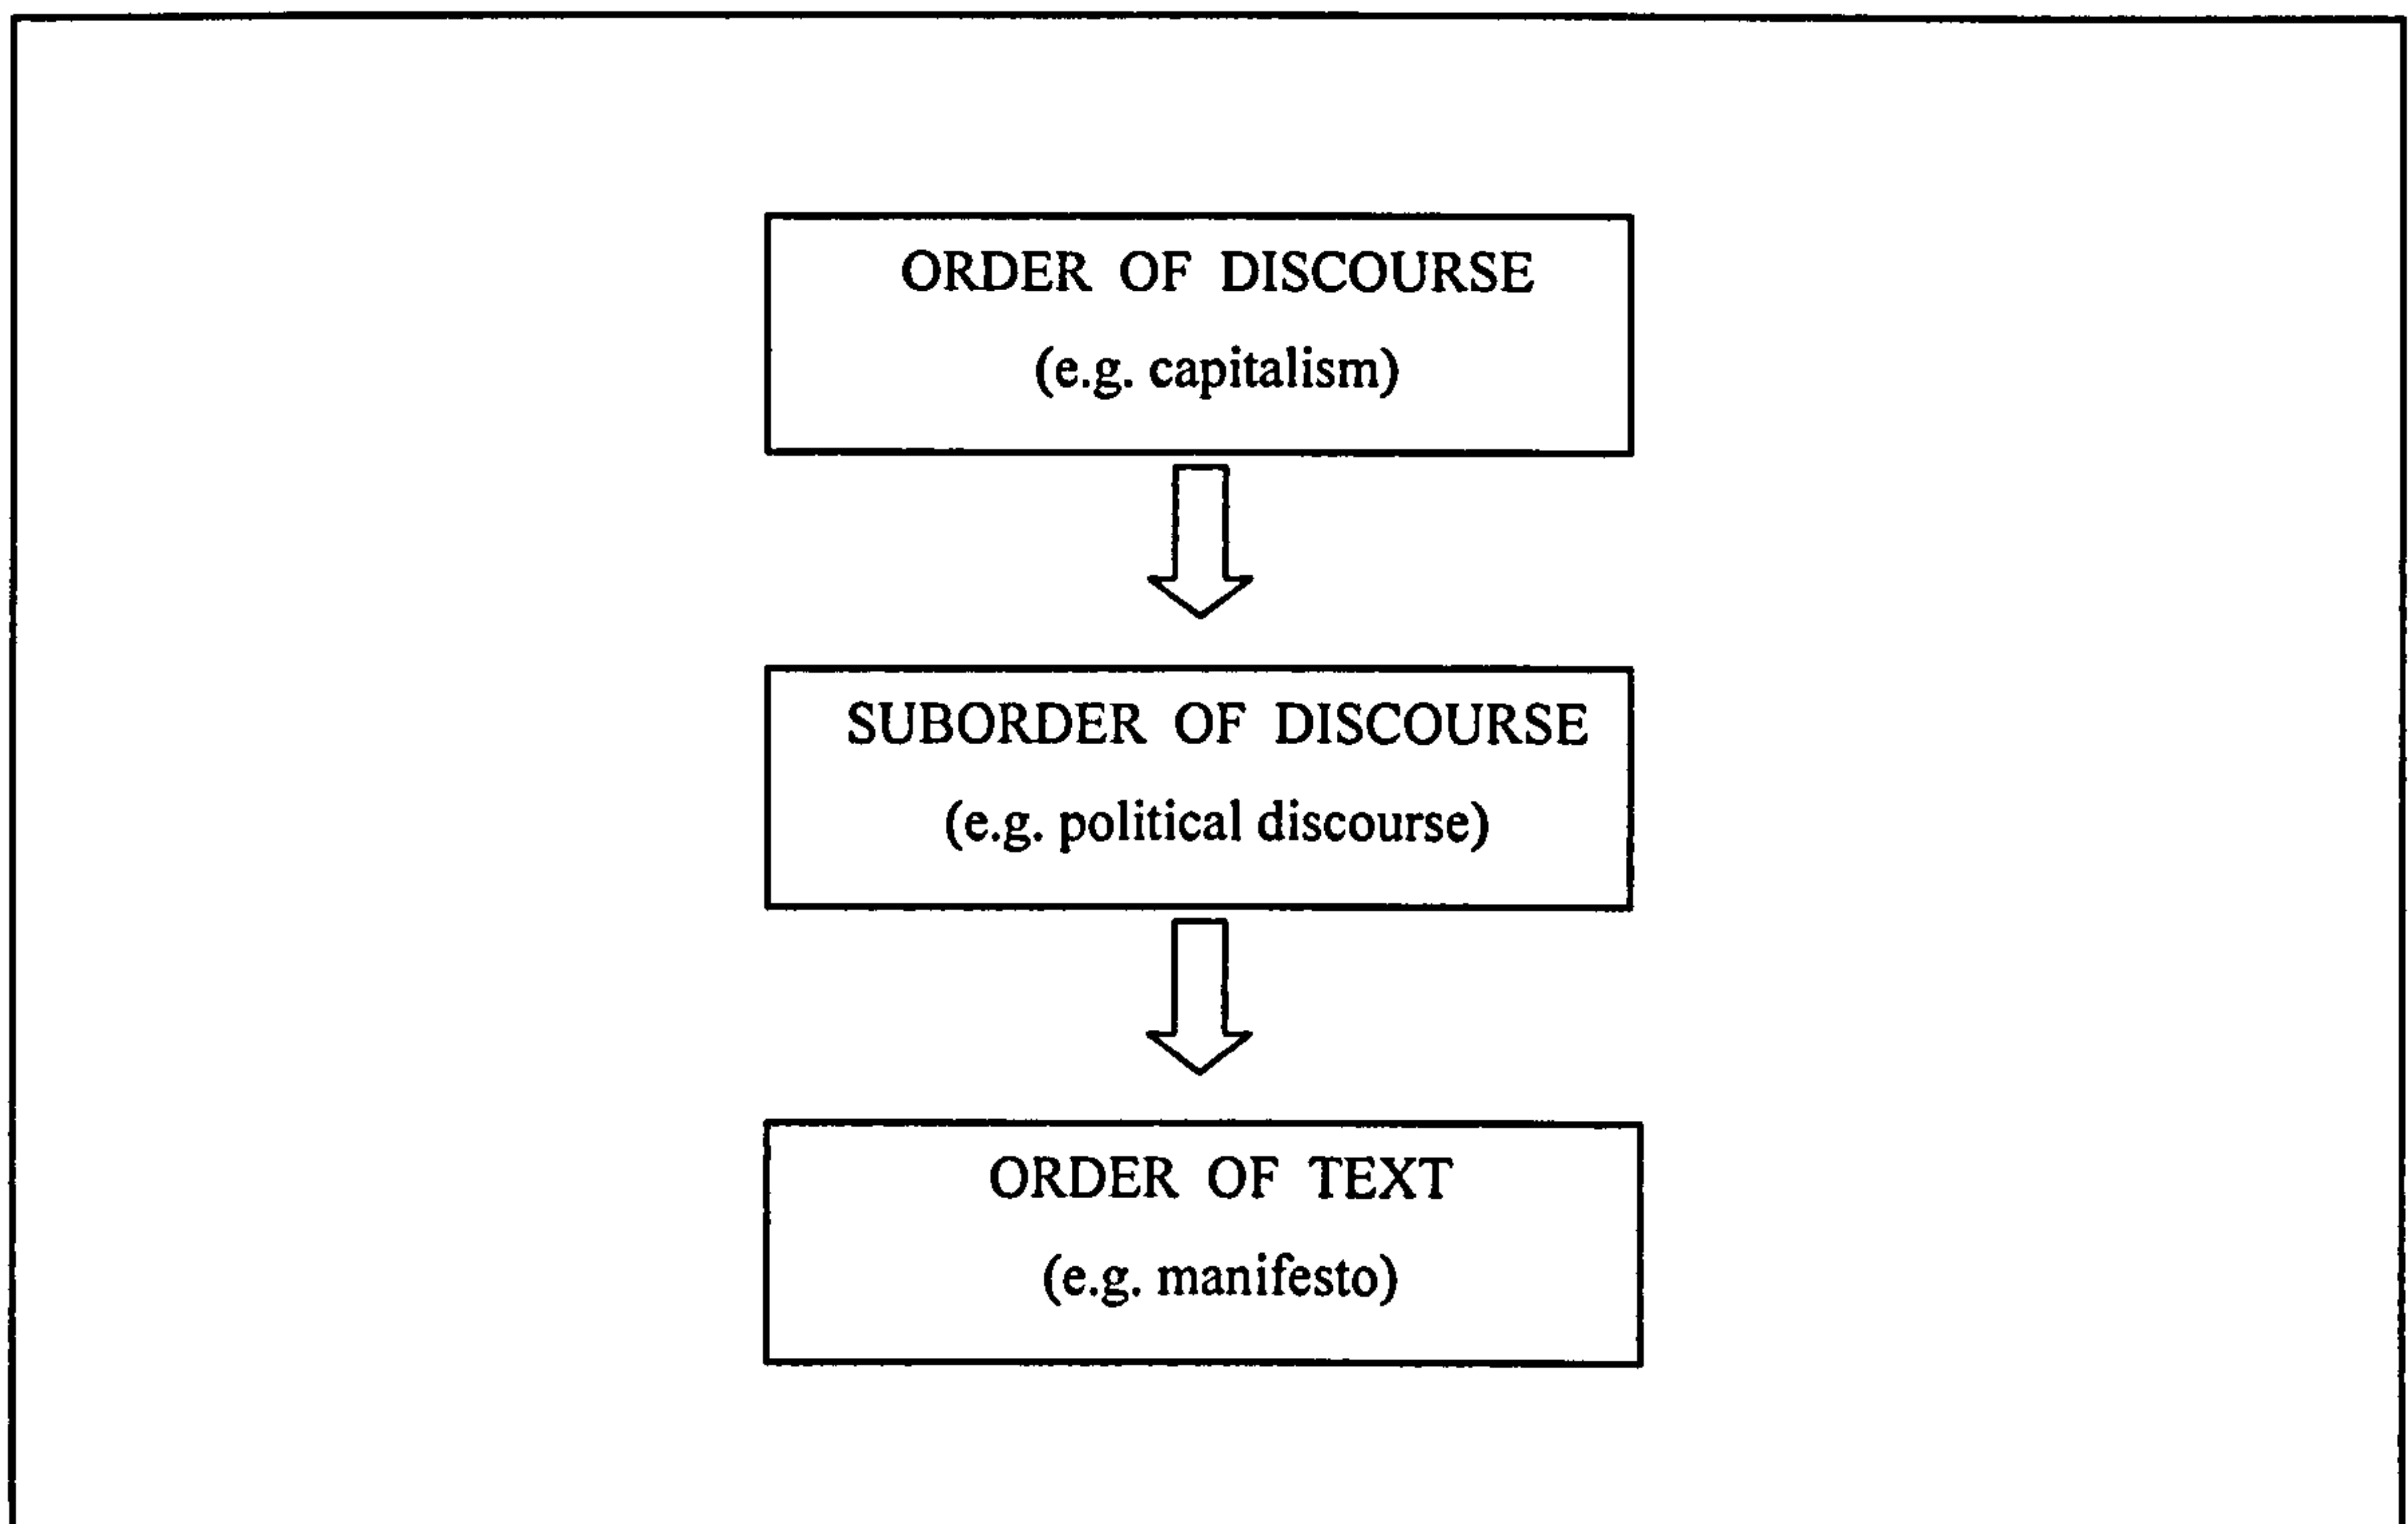 ORDER OF DISCOURSE
(e.g. capitalism)
SUBORDER OF DISCOURSE
(e.g. political discourse)
ORDER OF TEXT
(e.g. manifesto)